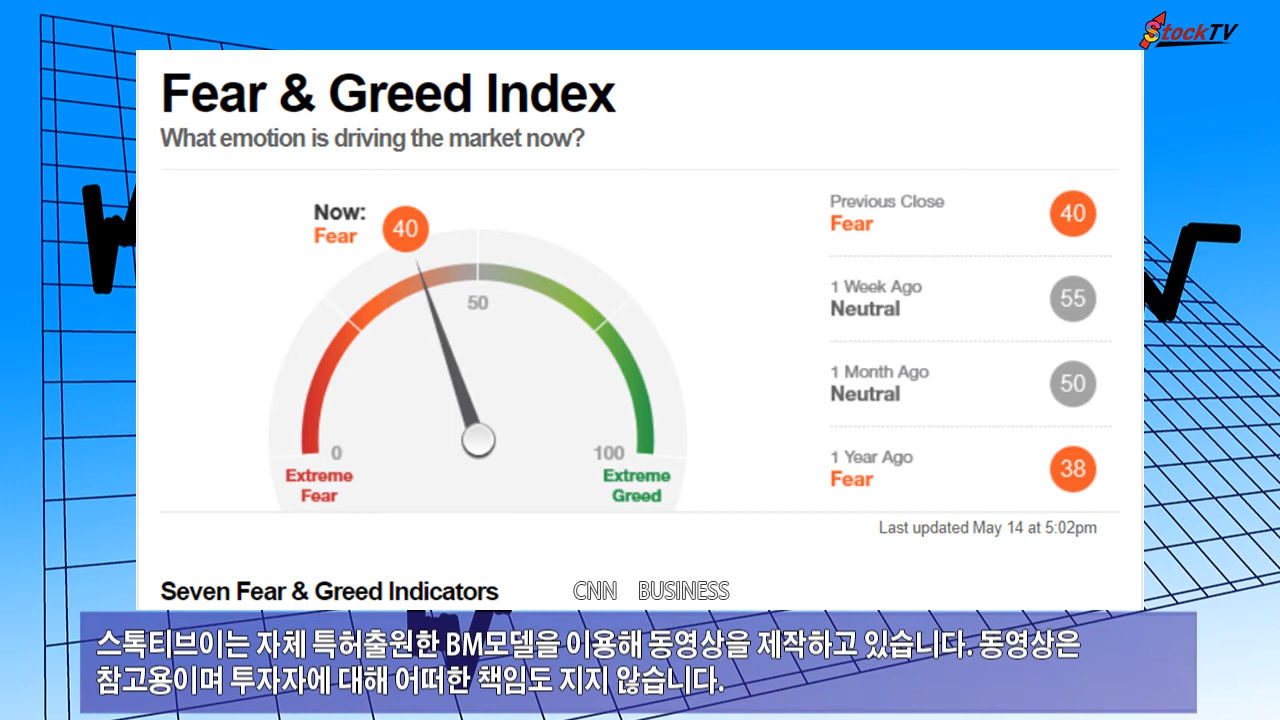 StockTV
Fear & Greed Index
What emotion is driving the market now?
Now:
Fear
40
50
0
Extreme
Fear
100
Extreme
Greed
Previous Close
Fear
40
1 Week Ago
Neutral
55
1 Month Ago
Neutral
50
1 Year Ago
Fear
38
Last updated May 14 at 5:02pm
Seven Fear & Greed Indicators
CNN BUSINESS
스톡티브이는 자체 특허출원한 BM모델을 이용해 동영상을 제작하고 있습니다. 동영상은
참고용이며 투자자에 대해 어떠한 책임도 지지 않습니다.